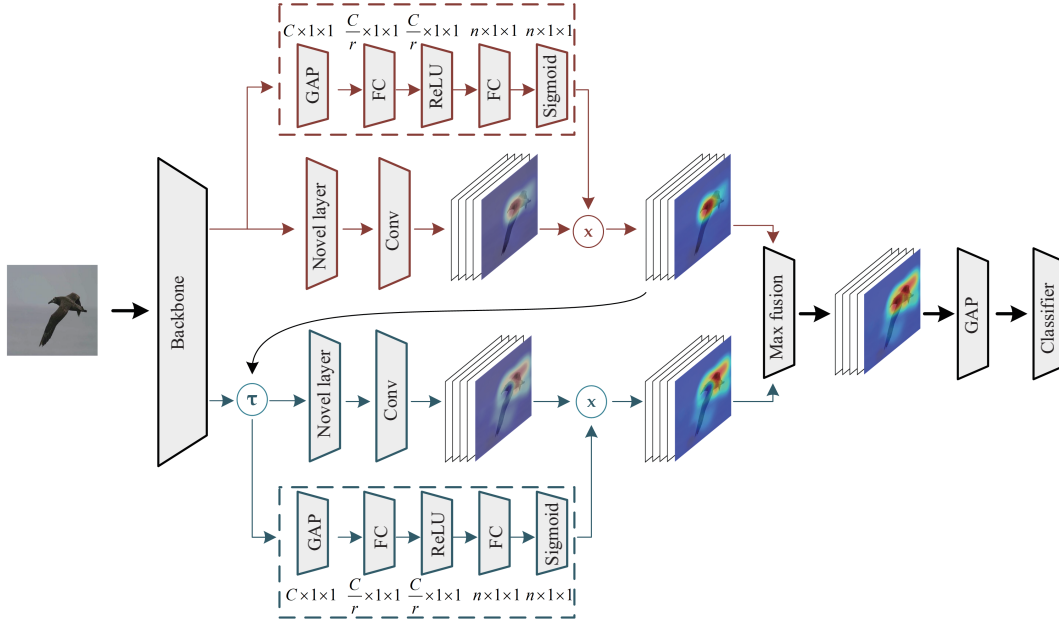 C×1×1 C/r×1×1 C/r×1×1 n×1×1 n×1×1
GAP FC ReLU FC Sigmoid
Backbone
Novel layer Conv x
Max fusion GAP Classifier
τ Novel layer Conv x
GAP FC ReLU FC Sigmoid
C×1×1 C/r×1×1 C/r×1×1 n×1×1 n×1×1